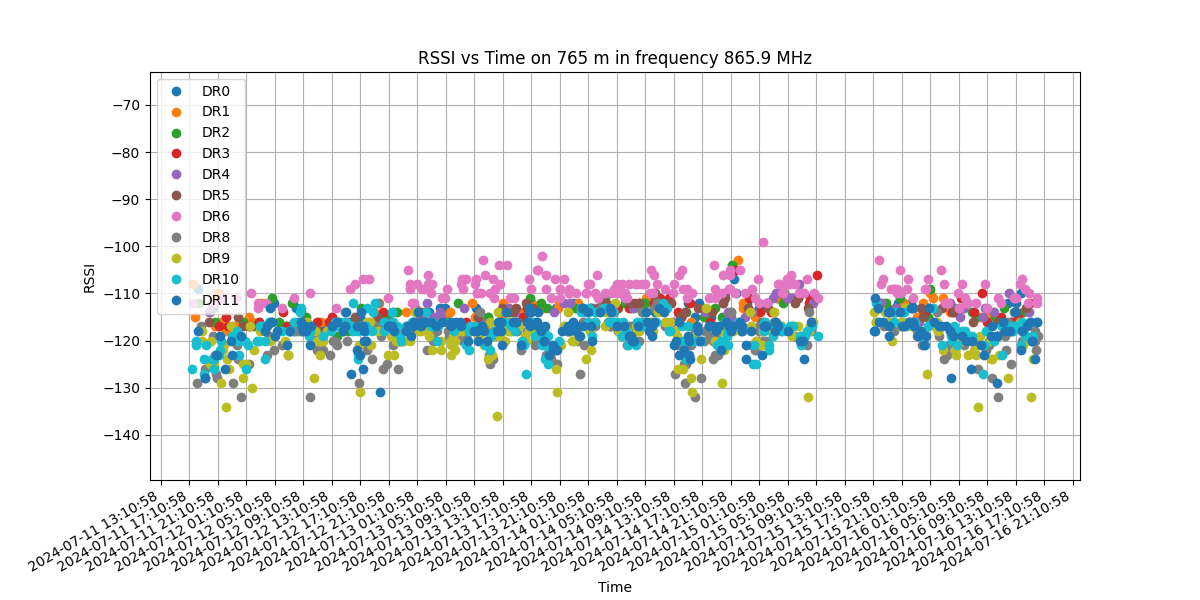 RSSI vs Time on 765 m in frequency 865.9 MHz
DR0
DR1
DR2
DR3
DR4
DR5
DR6
DR8
DR9
DR10
DR11
−70
−80
−90
−100
−110
−120
−130
−140
RSSI
2024-07-11 13:10:58
2024-07-11 17:10:58
2024-07-11 21:10:58
2024-07-12 01:10:58
2024-07-12 05:10:58
2024-07-12 09:10:58
2024-07-12 13:10:58
2024-07-12 17:10:58
2024-07-12 21:10:58
2024-07-13 01:10:58
2024-07-13 05:10:58
2024-07-13 09:10:58
2024-07-13 13:10:58
2024-07-13 17:10:58
2024-07-13 21:10:58
2024-07-14 01:10:58
2024-07-14 05:10:58
2024-07-14 09:10:58
2024-07-14 13:10:58
2024-07-14 17:10:58
2024-07-14 21:10:58
2024-07-15 01:10:58
2024-07-15 05:10:58
2024-07-15 09:10:58
2024-07-15 13:10:58
2024-07-15 17:10:58
2024-07-15 21:10:58
2024-07-16 01:10:58
2024-07-16 05:10:58
2024-07-16 09:10:58
2024-07-16 13:10:58
2024-07-16 17:10:58
2024-07-16 21:10:58
Time